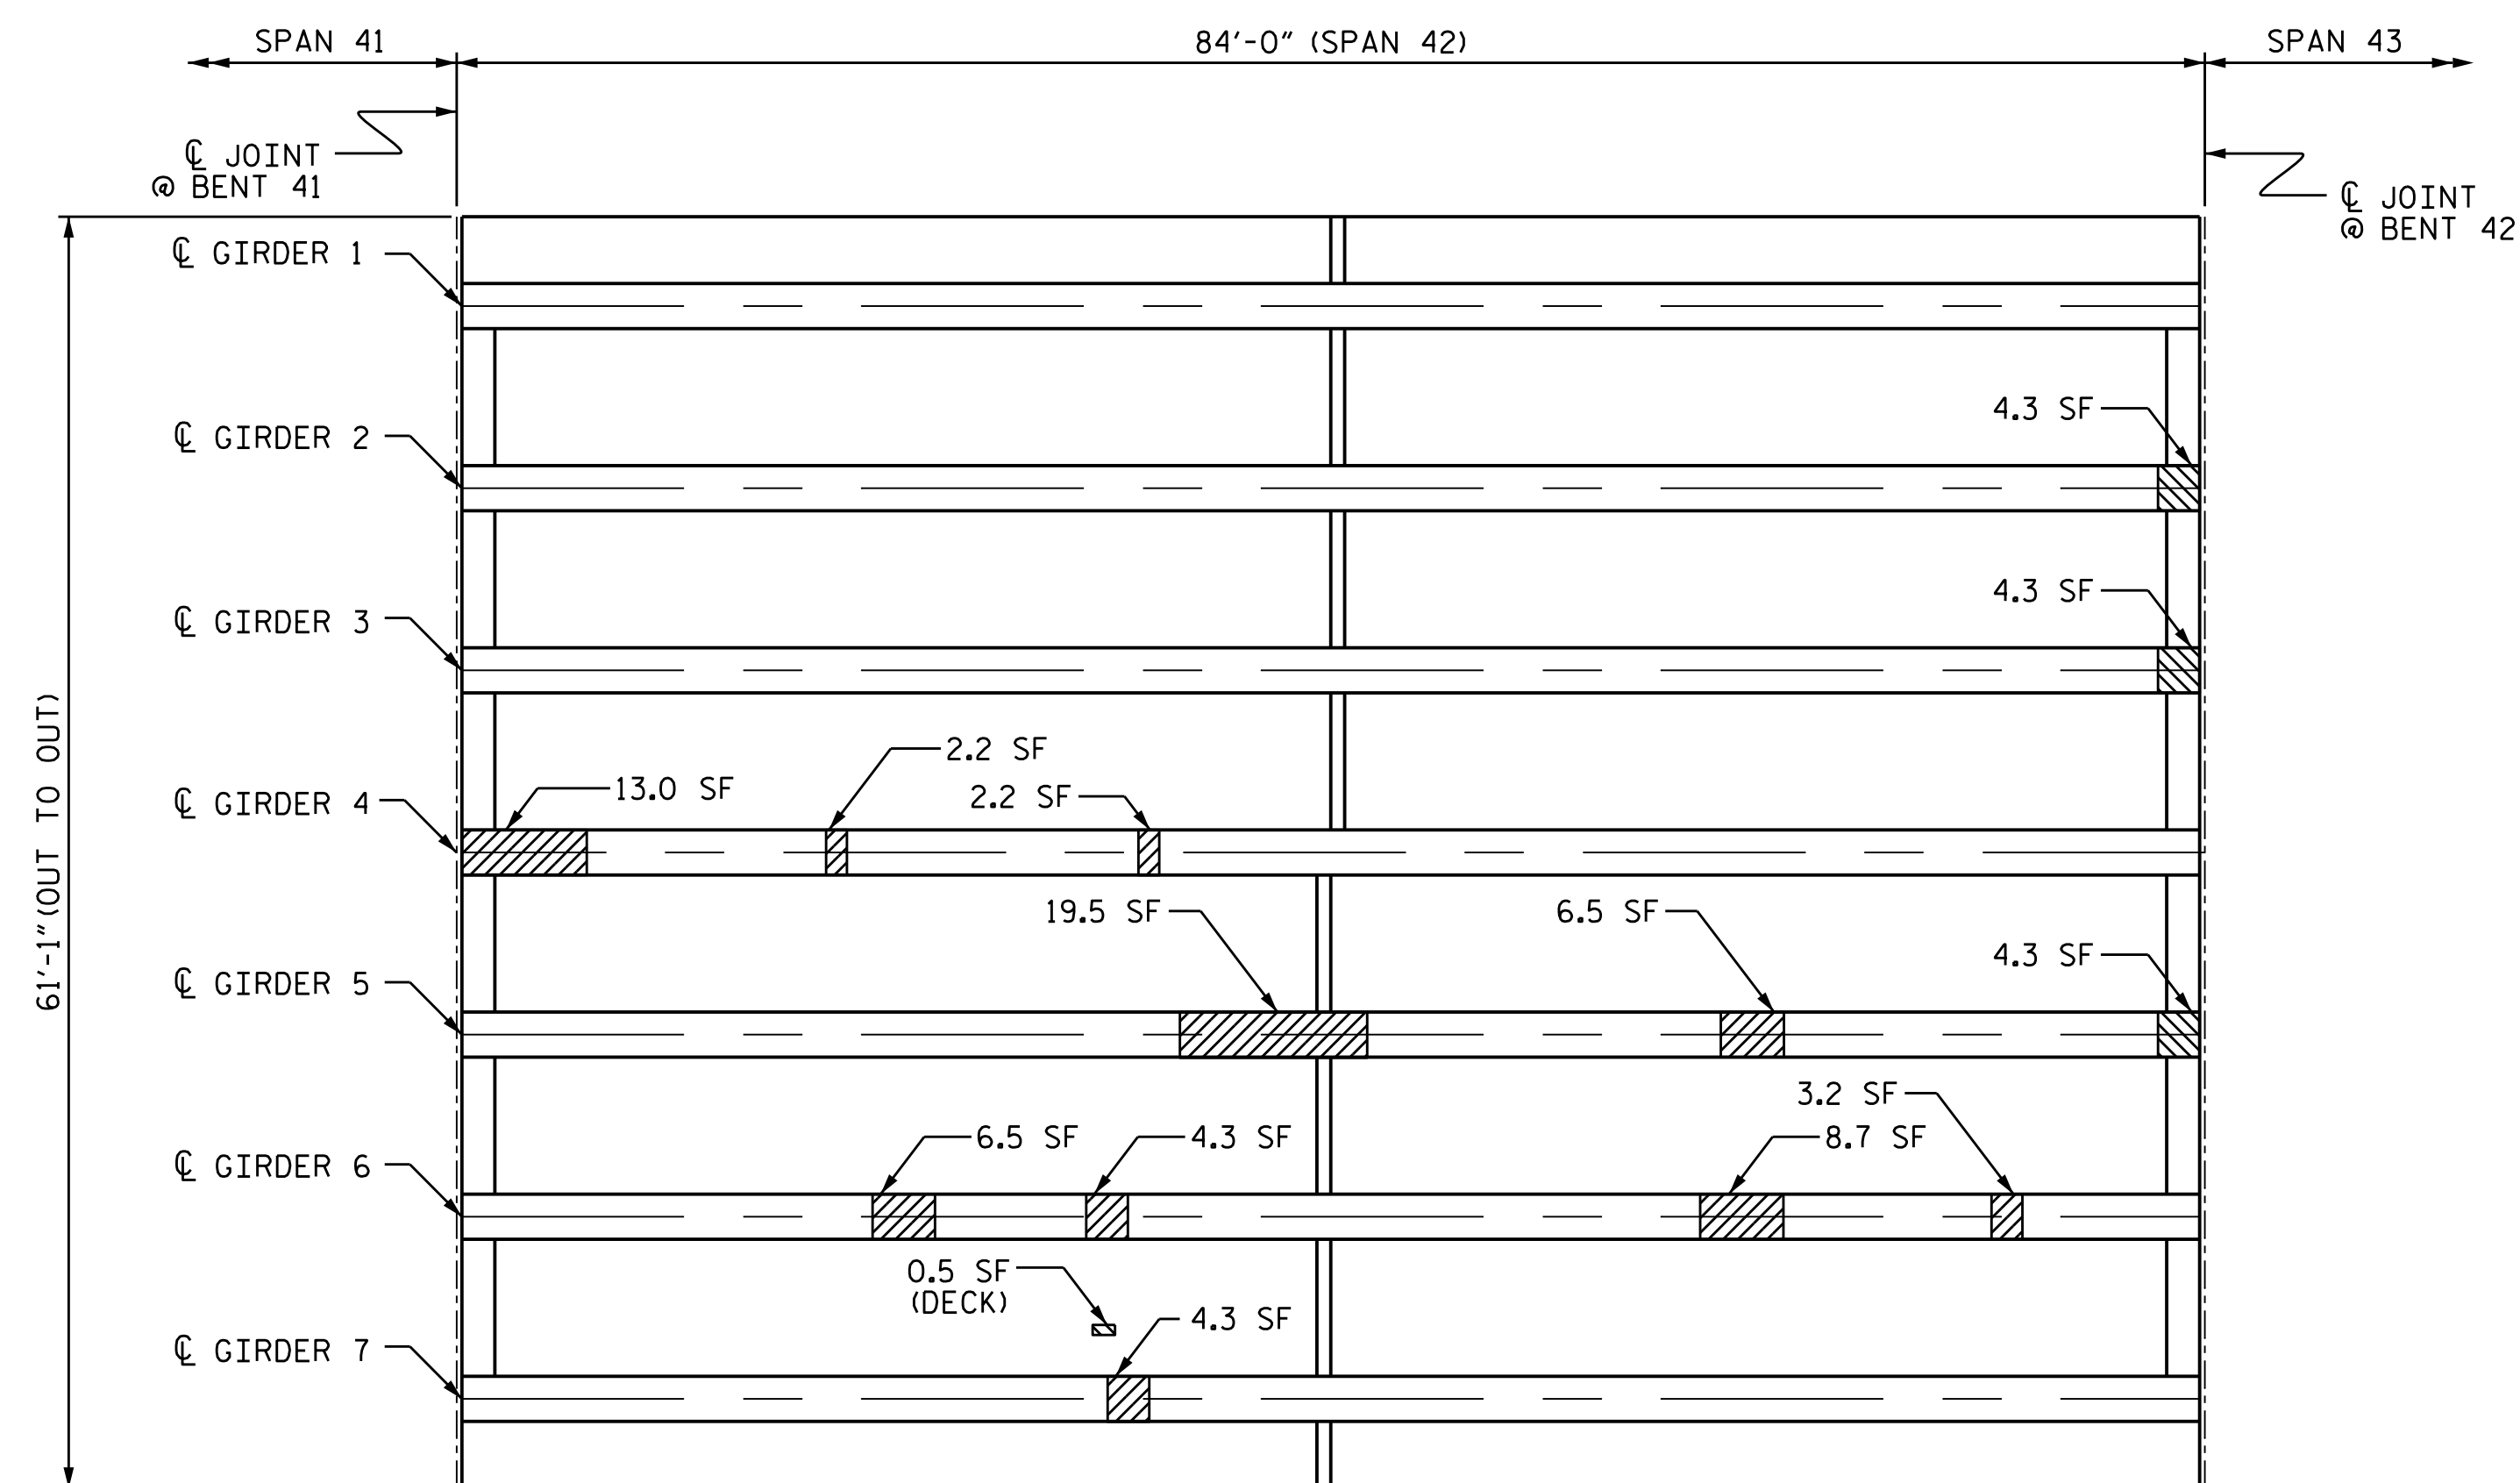 SPAN 41
84'-0" (SPAN 42)
SPAN 43
℄ JOINT
@ BENT 41
℄ JOINT
@ BENT 42
℄ GIRDER 1
4.3 SF
℄ GIRDER 2
4.3 SF
℄ GIRDER 3
61'-1" (OUT TO OUT)
2.2 SF
13.0 SF
2.2 SF
℄ GIRDER 4
19.5 SF
6.5 SF
4.3 SF
℄ GIRDER 5
3.2 SF
6.5 SF
4.3 SF
8.7 SF
℄ GIRDER 6
0.5 SF
(DECK)
4.3 SF
℄ GIRDER 7